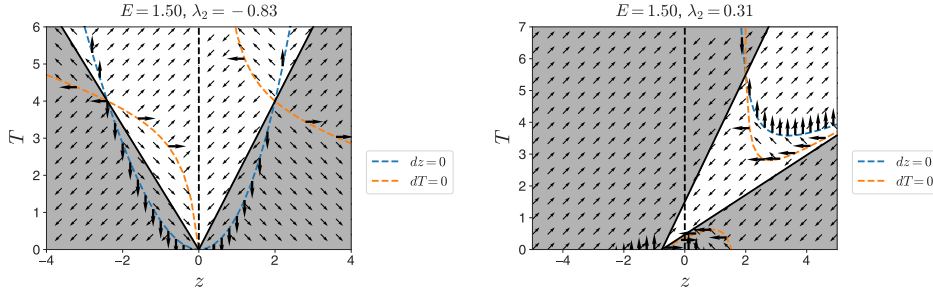 E = 1.50, λ₂ = −0.83
T
6
5
4
3
2
1
0
−4
−2
0
2
4
z
dz = 0
dT = 0
E = 1.50, λ₂ = 0.31
T
7
6
5
4
3
2
1
0
−4
−2
0
2
4
z
dz = 0
dT = 0